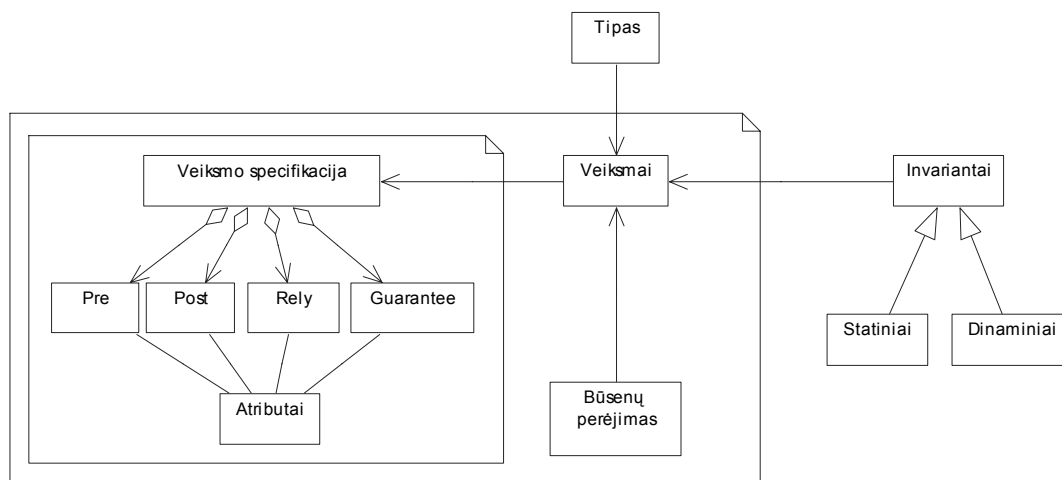 Tipas
Veiksmo specifikacija
Veiksmai
Invariantai
Pre
Post
Rely
Guarantee
Statiniai
Dinaminiai
Atributai
Būsenų
perėjimas